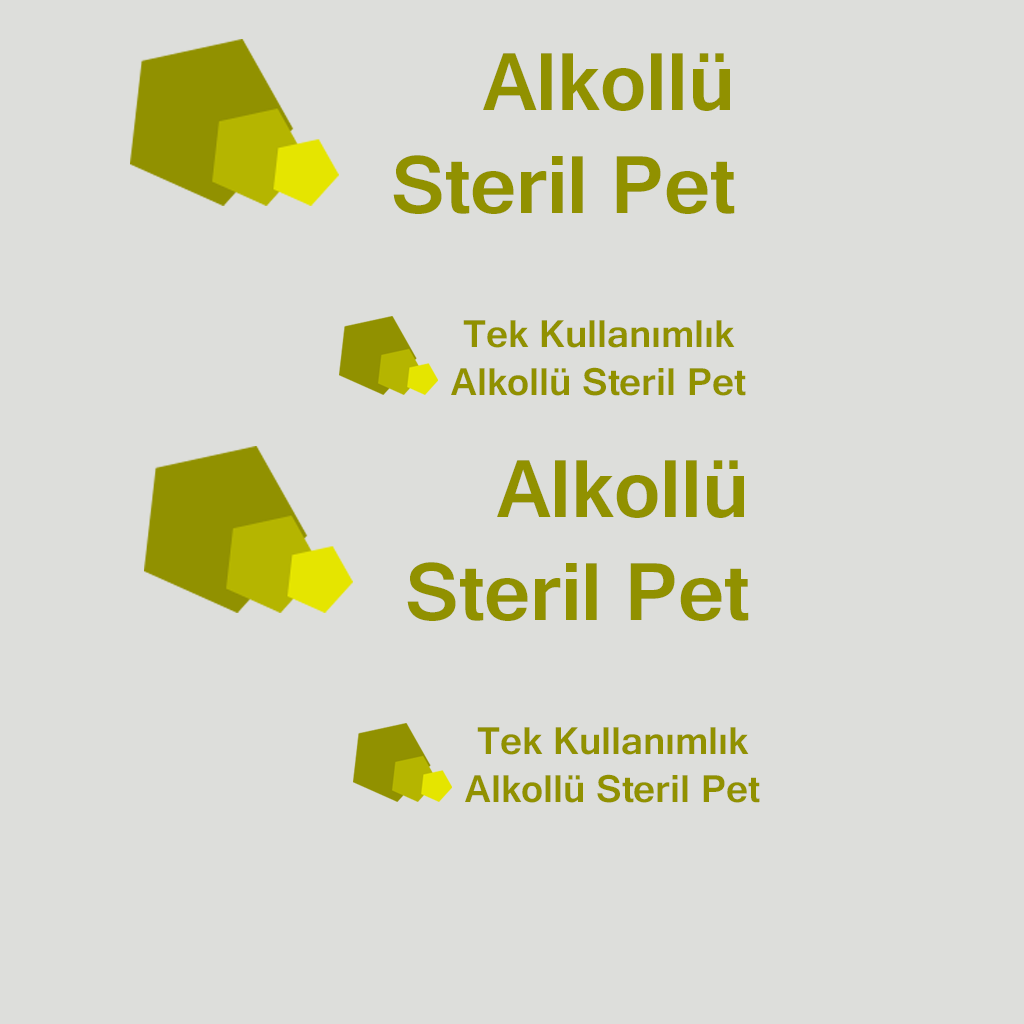 Alkollü
Steril Pet
Tek Kullanımlık
Alkollü Steril Pet
Alkollü
Steril Pet
Tek Kullanımlık
Alkollü Steril Pet